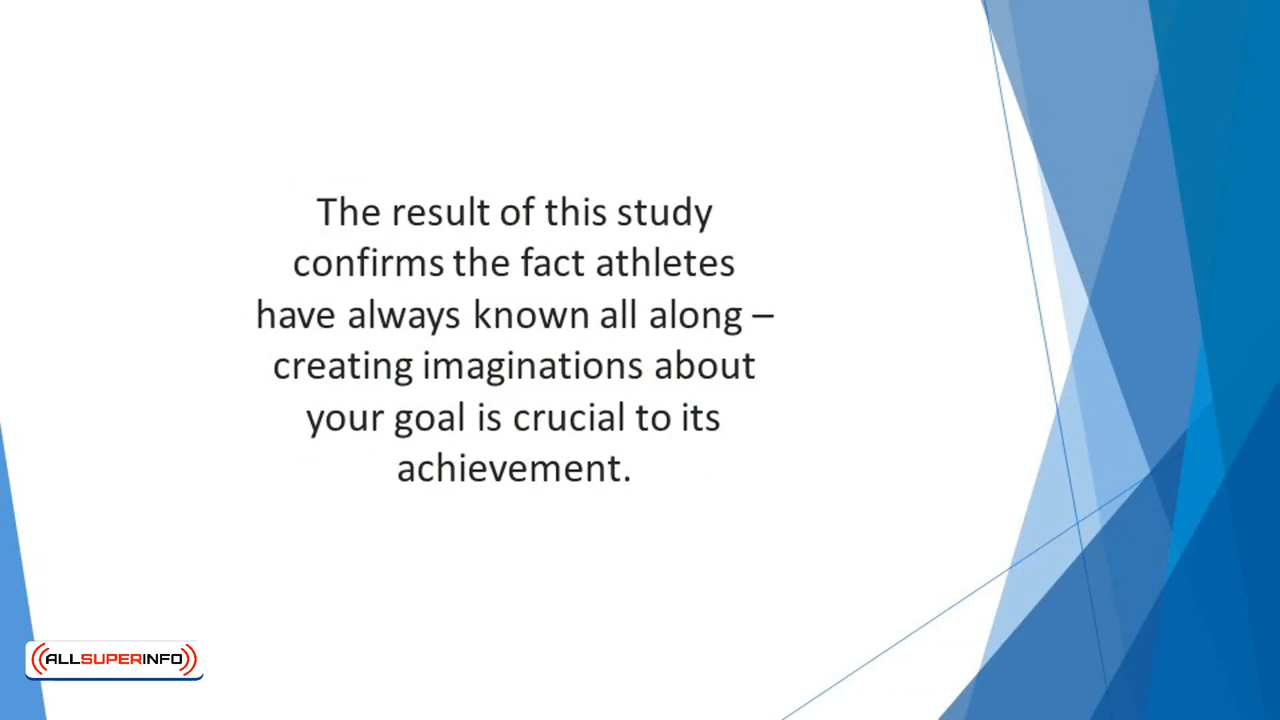 The result of this study
confirms the fact athletes
have always known all along –
creating imaginations about
your goal is crucial to its
achievement.
ALLSUPERINFO